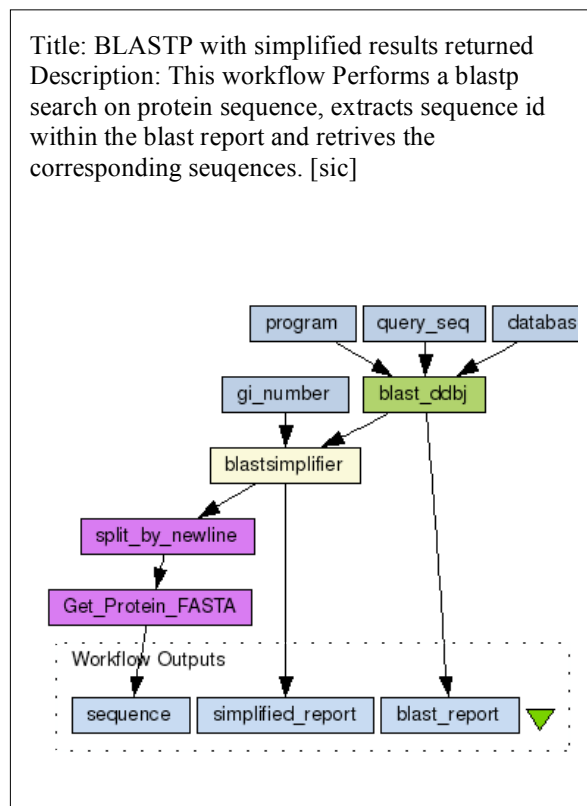 Title: BLASTP with simplified results returned
Description: This workflow Performs a blastp
search on protein sequence, extracts sequence id
within the blast report and retrives the
corresponding seuqences. [sic]
program query_seq databas
gi_number blast_ddbj
blastsimplifier
split_by_newline
Get_Protein_FASTA
Workflow Outputs
sequence simplified_report blast_report